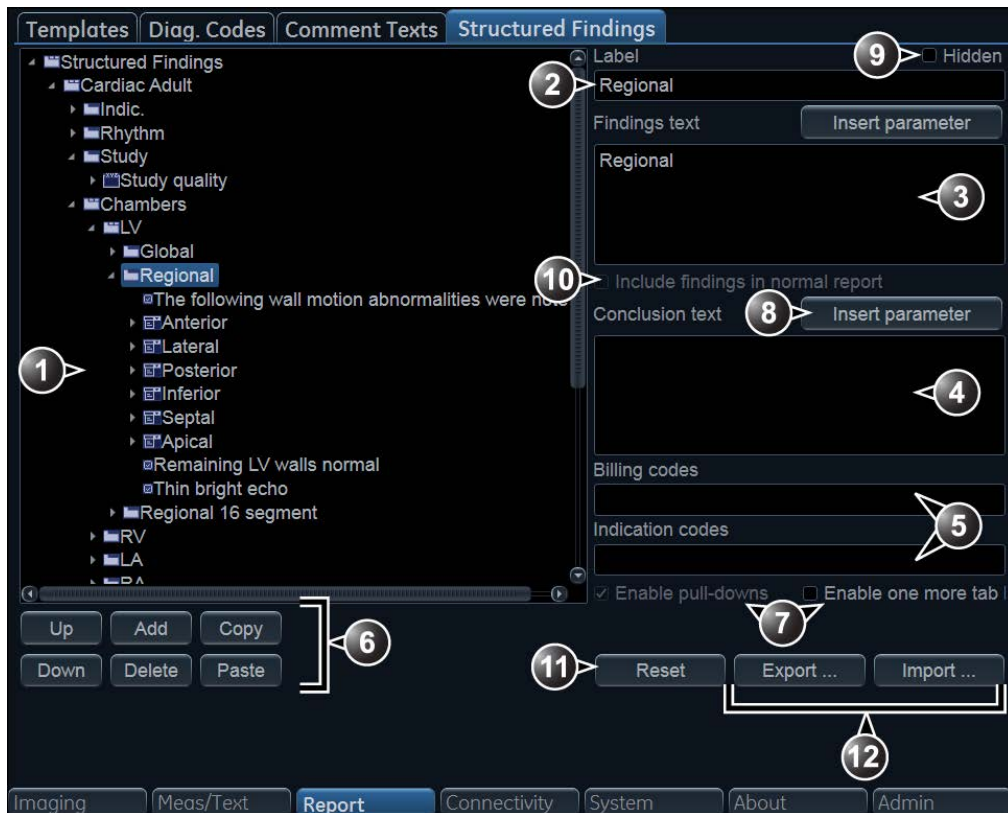 Templates Diag. Codes Comment Texts Structured Findings
Structured Findings
Cardiac Adult
Indic.
Rhythm
Study
Study quality
Chambers
LV
Global
Regional
The following wall motion abnormalities were note
Anterior
Lateral
Posterior
Inferior
Septal
Apical
Remaining LV walls normal
Thin bright echo
Regional 16 segment
RV
LA
RA
1
Up Add Copy
Down Delete Paste
6
Label
9
Hidden
2
Regional
Findings text Insert parameter
Regional
3
10
Include findings in normal report
Conclusion text
8
Insert parameter
4
Billing codes
5
Indication codes
Enable pull-downs Enable one more tab
7
11
Reset Export ... Import ...
12
Imaging Meas/Text Report Connectivity System About Admin